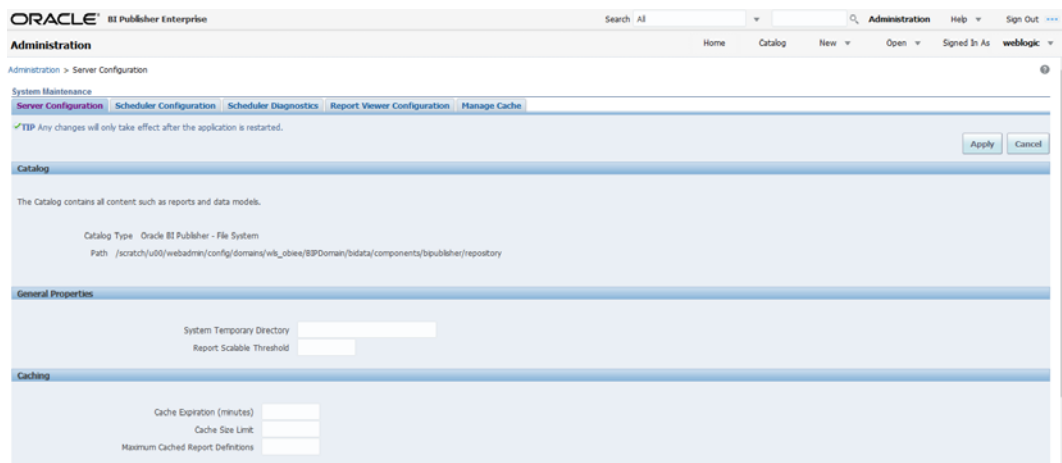 ORACLE® BI Publisher Enterprise Search All Administration Help Sign Out
Administration Home Catalog New Open Signed In As weblogic
Administration > Server Configuration
System Maintenance
Server Configuration Scheduler Configuration Scheduler Diagnostics Report Viewer Configuration Manage Cache
TIP Any changes will only take effect after the application is restarted.
Apply Cancel
Catalog
The Catalog contains all content such as reports and data models.
Catalog Type Oracle BI Publisher - File System
Path /scratch/u00/webadmin/config/domains/wls_obiee/BIPDomain/bidata/components/bipublisher/repository
General Properties
System Temporary Directory
Report Scalable Threshold
Caching
Cache Expiration (minutes)
Cache Size Limit
Maximum Cached Report Definitions